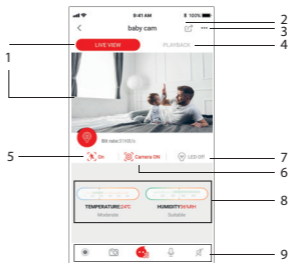 9:41 AM
100%
2
baby cam
3
LIVE VIEW
PLAYBACK
1
5
On
Camera ON
LED Off
7
6
8
TEMPERATURE
HUMIDITY
Moderate
Suitable
9